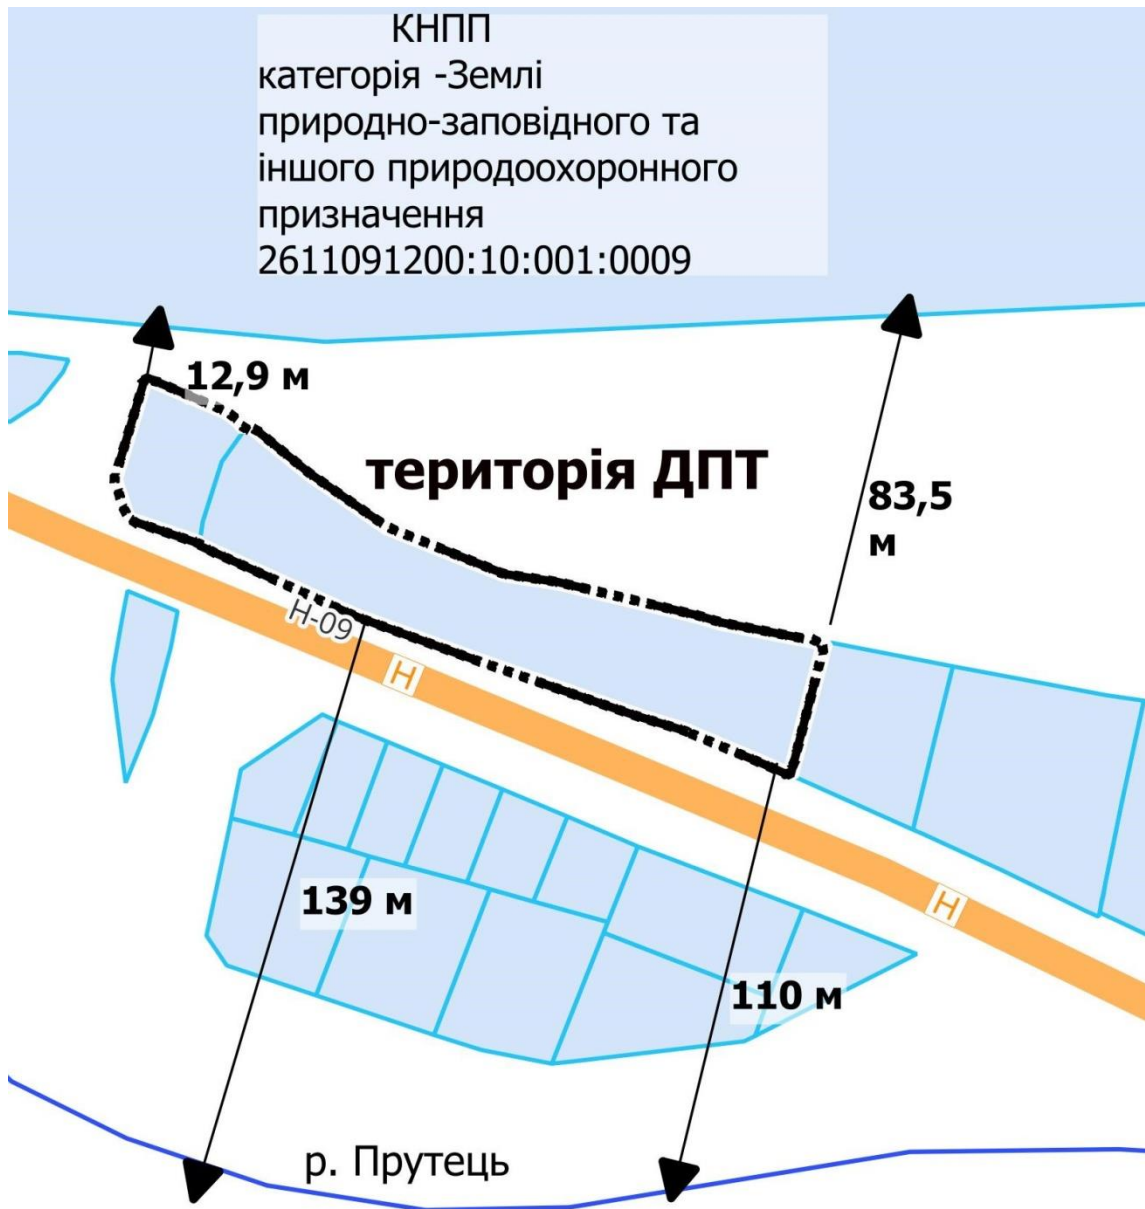 КНПП
категорія -Землі
природно-заповідного та
іншого природоохоронного
призначення
2611091200:10:001:0009
12,9 м
територія ДПТ
83,5
м
Н-09
Н
139 м
110 м
Н
р. Прутець